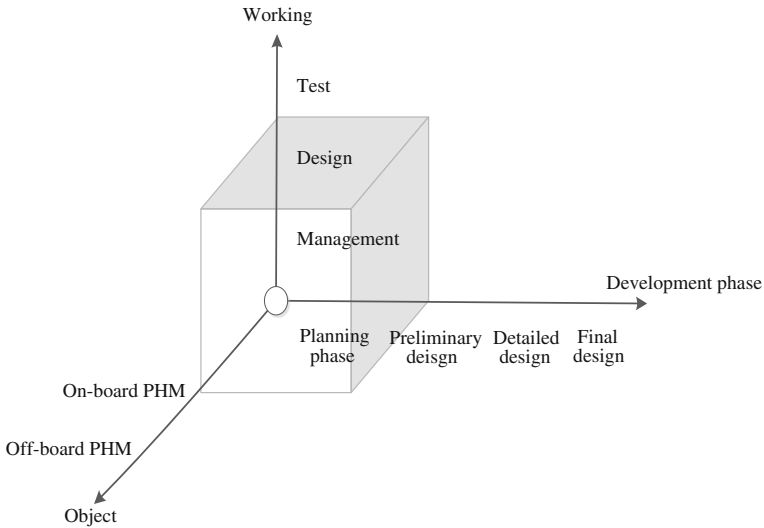 Working
Test
Design
Management
Development phase
Planning
phase
Preliminary
deisgn
Detailed
design
Final
design
On-board PHM
Off-board PHM
Object